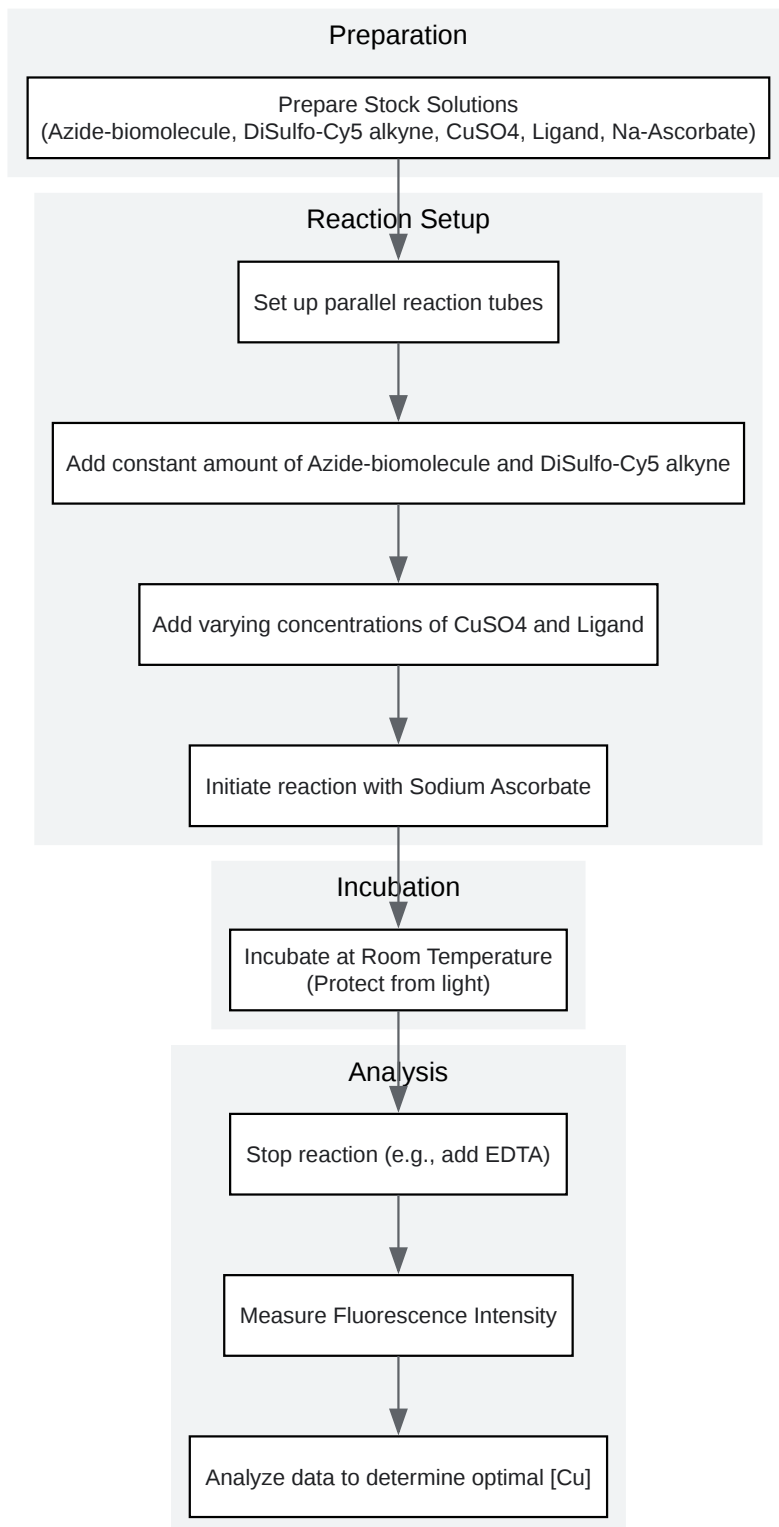 Preparation
Prepare Stock Solutions
(Azide-biomolecule, DiSulfo-Cy5 alkyne, CuSO4, Ligand, Na-Ascorbate)
Reaction Setup
Set up parallel reaction tubes
Add constant amount of Azide-biomolecule and DiSulfo-Cy5 alkyne
Add varying concentrations of CuSO4 and Ligand
Initiate reaction with Sodium Ascorbate
Incubation
Incubate at Room Temperature
(Protect from light)
Analysis
Stop reaction (e.g., add EDTA)
Measure Fluorescence Intensity
Analyze data to determine optimal [Cu]